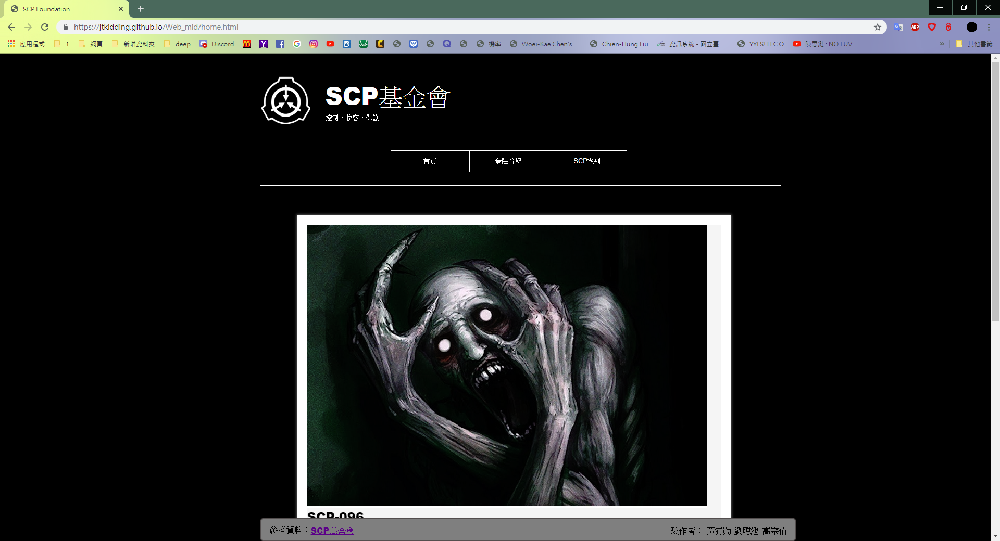 SCP Foundation
https://jtkidding.github.io/Web_mid/home.html
ABP
應用程式 1 網頁 新增資料夾 deep Discord 機率 Woei-Kae Chen's... Chien-Hung Liu 資訊系統 - 國立臺... YYLS! H.C.O 陳思鍵 : NO LUV » 其他書籤
SCP基金會
控制・收容・保護
首頁 危險分級 SCP系列
SCP-096
參考資料：SCP基金會 製作者： 黃宥勛 劉聰池 高宗佑